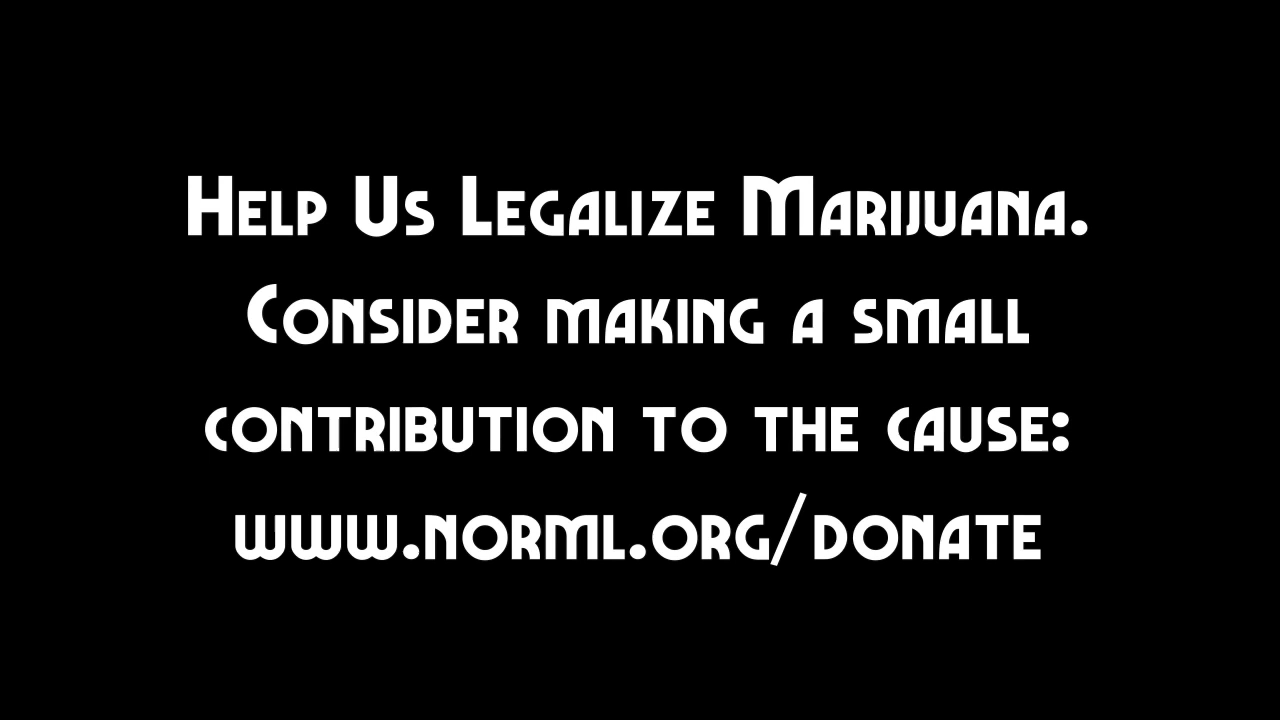 Help Us Legalize Marijuana.
Consider making a small
contribution to the cause:
www.norml.org/donate